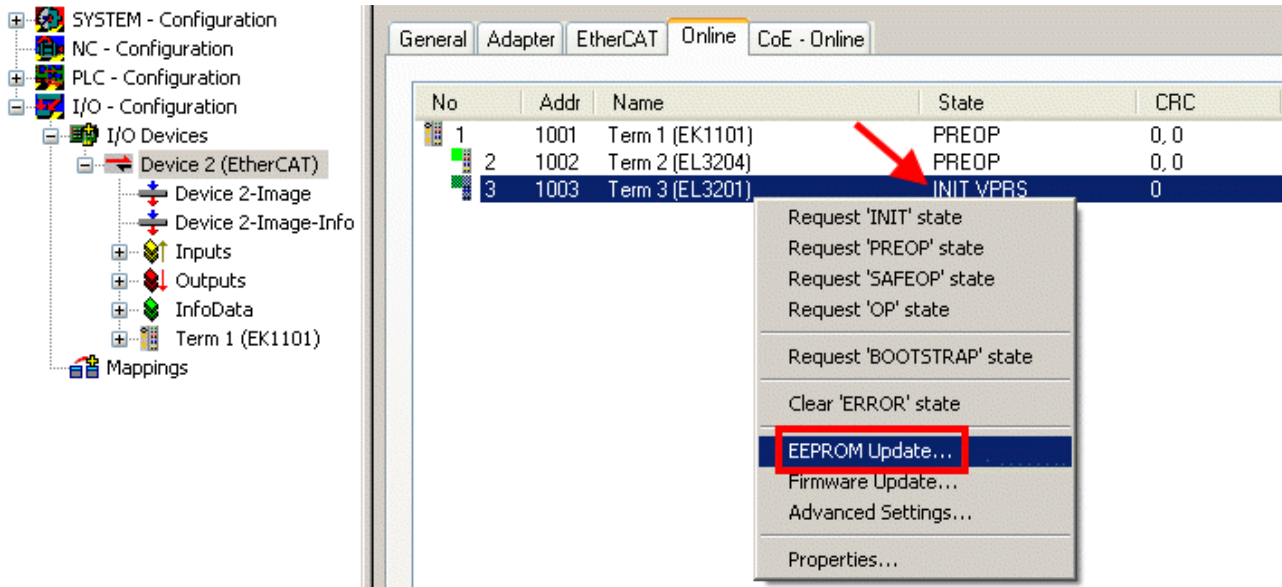 SYSTEM - Configuration
NC - Configuration
PLC - Configuration
I/O - Configuration
I/O Devices
Device 2 (EtherCAT)
Device 2-Image
Device 2-Image-Info
Inputs
Outputs
InfoData
Term 1 (EK1101)
Mappings
General Adapter EtherCAT Online CoE - Online
No Addr Name State CRC
1 1001 Term 1 (EK1101) PREOP 0, 0
2 1002 Term 2 (EL3204) PREOP 0, 0
3 1003 Term 3 (EL3201) INIT VPRS 0
Request 'INIT' state
Request 'PREOP' state
Request 'SAFEOP' state
Request 'OP' state
Request 'BOOTSTRAP' state
Clear 'ERROR' state
EEPROM Update...
Firmware Update...
Advanced Settings...
Properties...